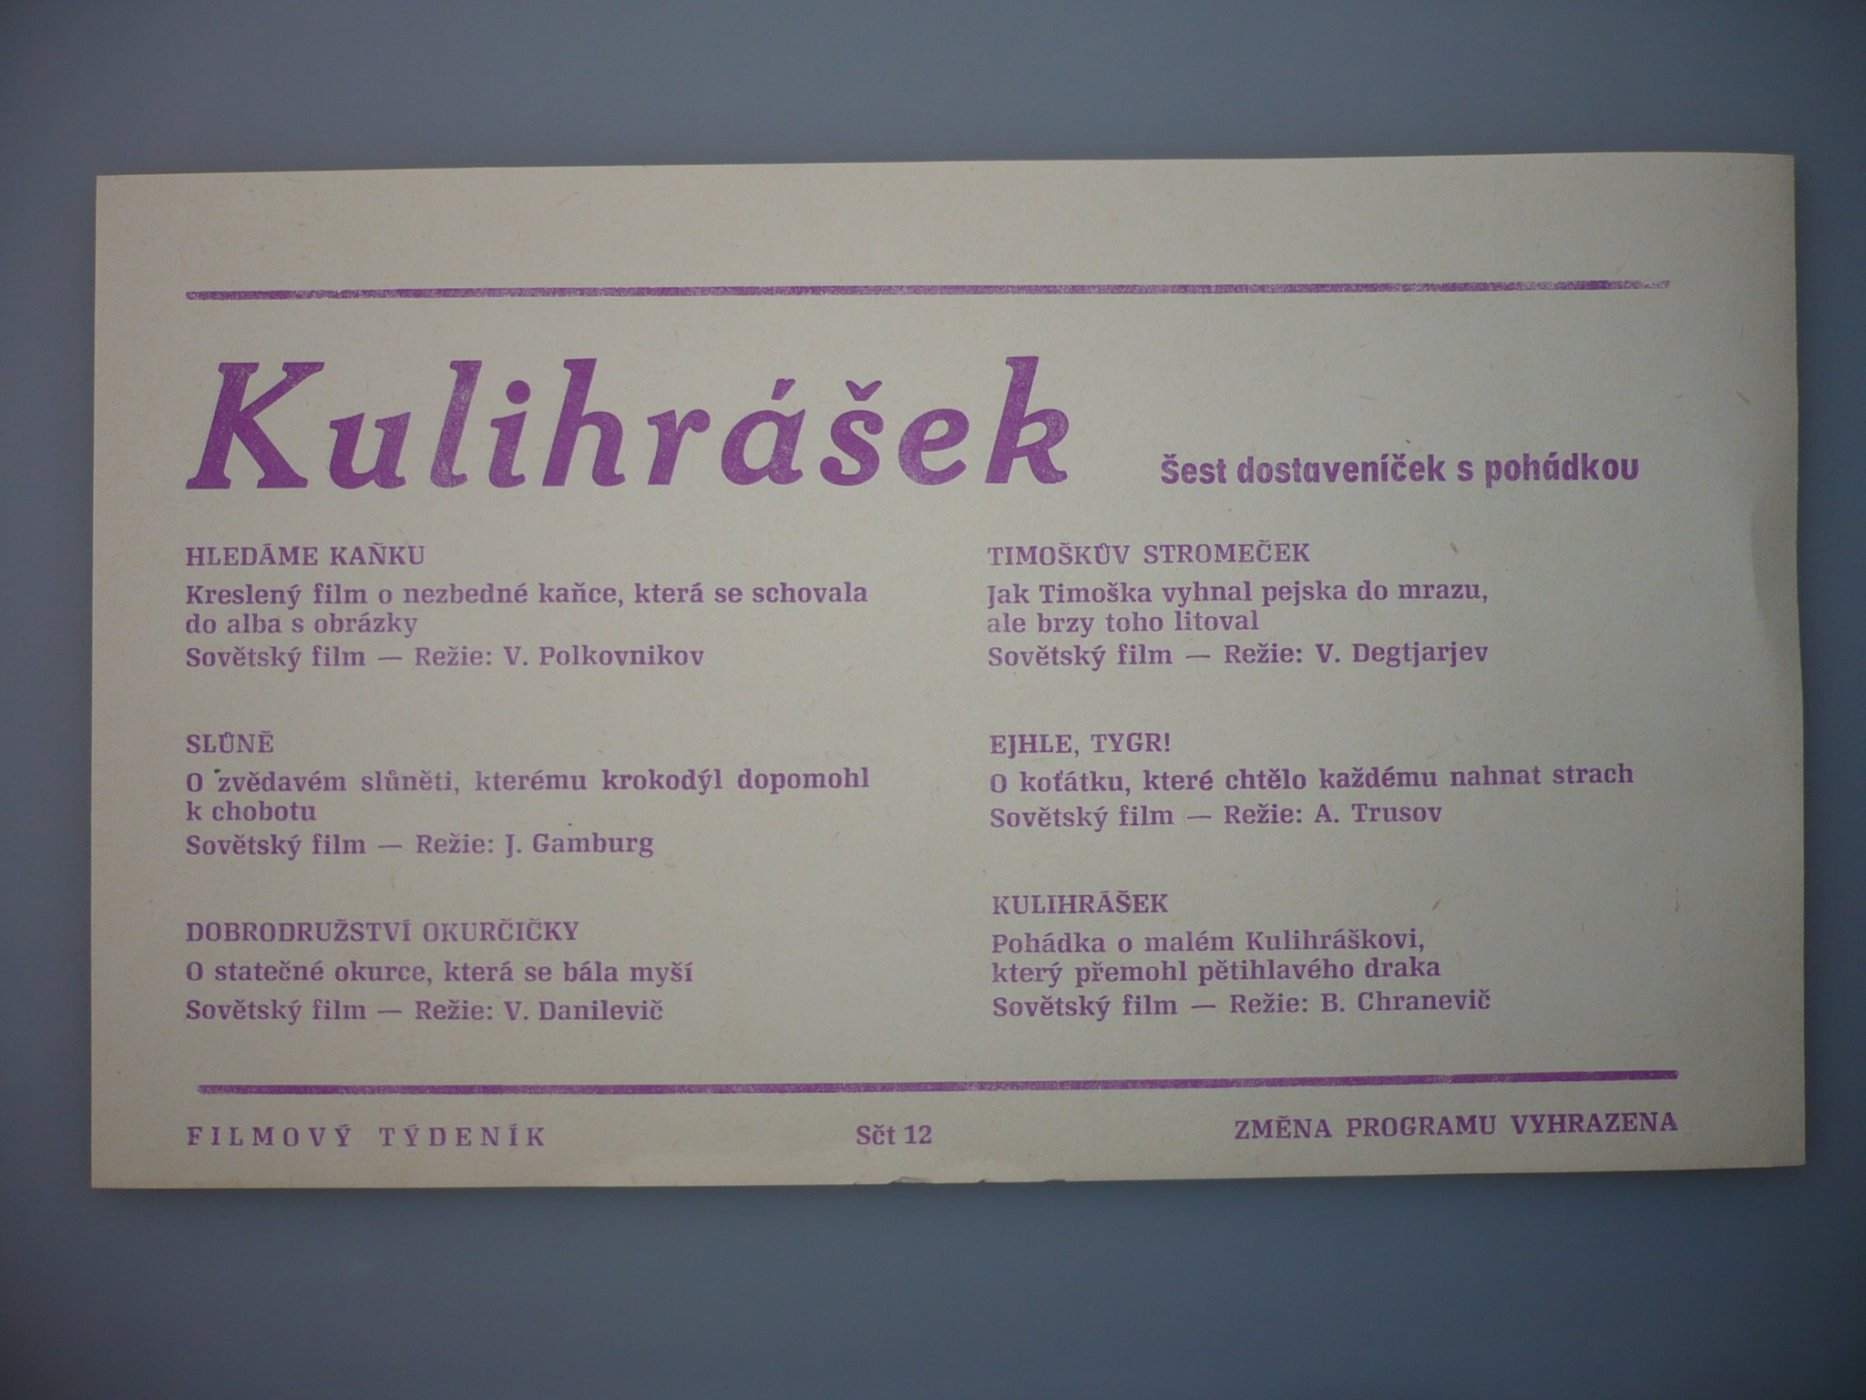 Kulihrášek
šest dostaveníček s pohádkou
HLEDÁME KAŇKU
Kreslený film o nezbedné kaňce, která se schovala
do alba s obrázky
Sovětský film — Režie: V. Polkovnikov
SLŮNĚ
O zvědavém slůněti, kterému krokodýl dopomohl
k chobotu
Sovětský film — Režie: J. Gamburg
DOBRODRUŽSTVÍ OKURČIČKY
O statečné okurce, která se bála myší
Sovětský film — Režie: V. Danilevič
TIMOŠKŮV STROMEČEK
Jak Timoška vyhnal pejska do mrazu,
ale brzy toho litoval
Sovětský film — Režie: V. Degtjarjev
EJHLE, TYGR!
O koťátku, které chtělo každému nahnat strach
Sovětský film — Režie: A. Trusov
KULIHRÁŠEK
Pohádka o malém Kulihráškovi,
který přemohl pětihlavého draka
Sovětský film — Režie: B. Chranevič
FILMOVÝ TÝDENÍK
Sčt 12
ZMĚNA PROGRAMU VYHRAZENA